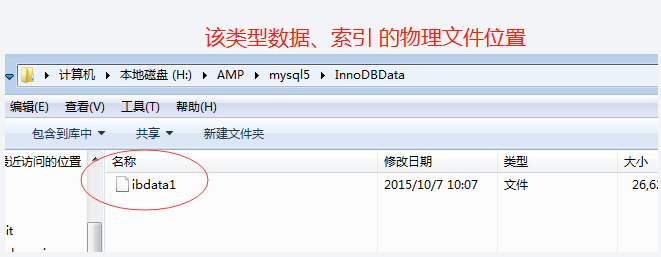 该类型数据、索引 的物理文件位置
计算机 本地磁盘 (H:) AMP mysql5 InnoDBData
编辑(E) 查看(V) 工具(T) 帮助(H)
包含到库中 共享 新建文件夹
近访问的位置 名称 修改日期 类型 大小
ibdata1 2015/10/7 10:07 文件 26,62
it